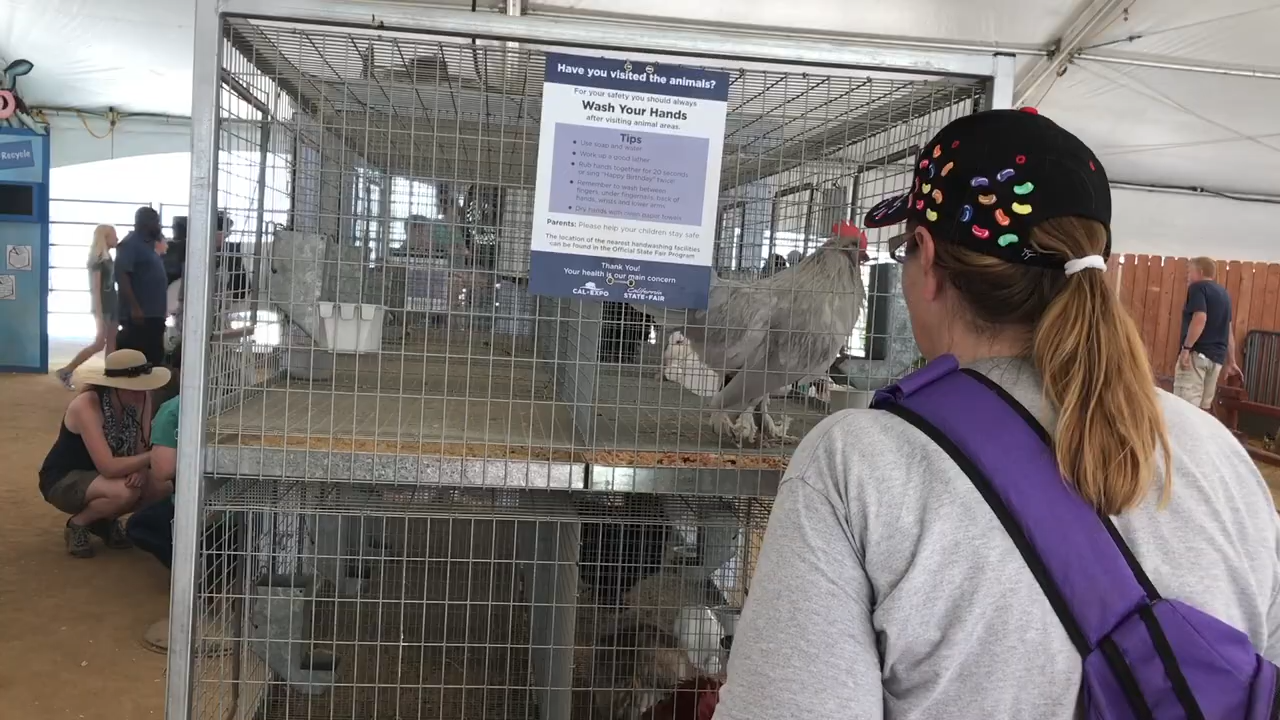 Have you visited the animals?
For your safety you should always
Wash Your Hands
after visiting animal areas.
Tips
Use soap and water
Work up a good lather
Rub hands together for 20 seconds
or sing "Happy Birthday" twice
Remember to wash between
fingers, under fingernails, back of
hands, wrists and lower arms
Dry hands with clean paper towels
Parents: Please help your children stay safe
The location of the nearest handwashing facilities
can be found in the Official State Fair Program
Thank You!
Your health is our main concern
CAL EXPO
California
STATE FAIR
Recycle